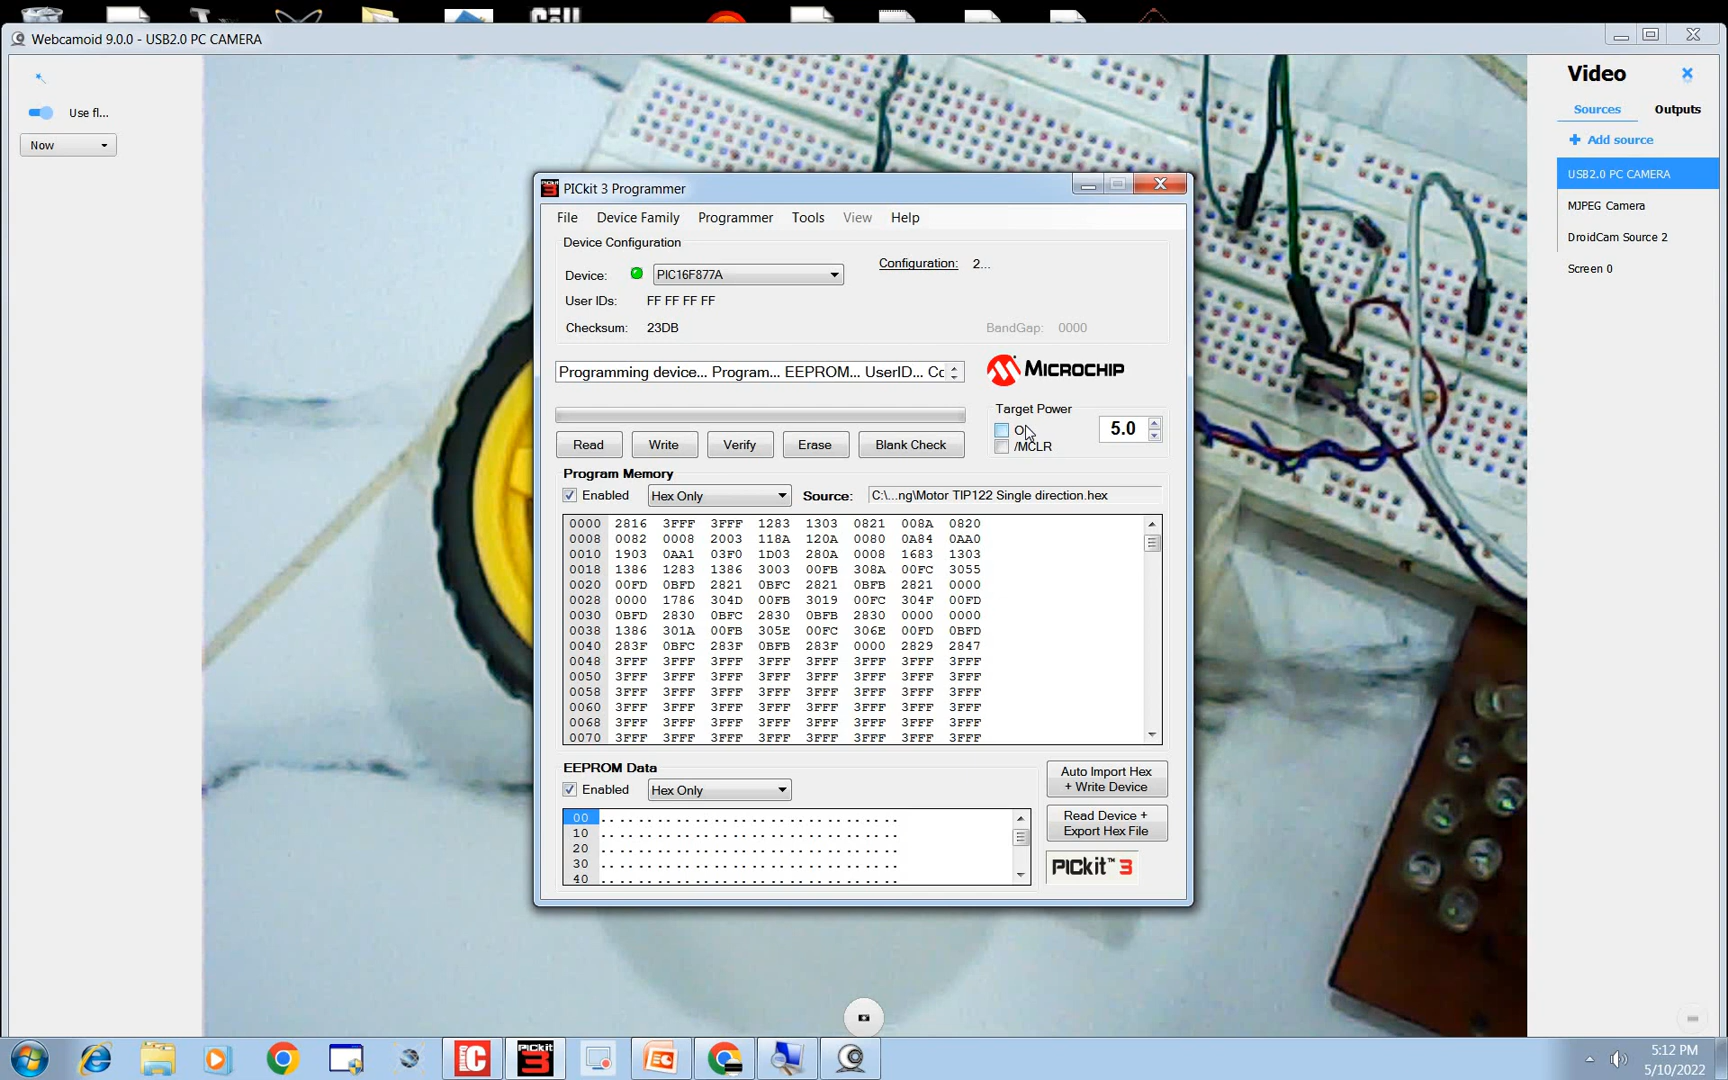 Webcamoid 9.0.0 - USB2.0 PC CAMERA
Use fl...
Now
Video
Sources Outputs
Add source
USB2.0 PC CAMERA
MJPEG Camera
DroidCam Source 2
Screen 0
PICkit 3 Programmer
File Device Family Programmer Tools View Help
Device Configuration
Device: PIC16F877A
Configuration: 2...
User IDs: FF FF FF FF
Checksum: 23DB
BandGap: 0000
Programming device... Program... EEPROM... UserID... Cc
MICROCHIP
Target Power
/MCLR
5.0
Read Write Verify Erase Blank Check
Program Memory
Enabled Hex Only Source: C:\...ng\Motor TIP122 Single direction.hex
0000 2816 3FFF 3FFF 1283 1303 0821 008A 0820
0008 0082 0008 2003 118A 120A 0080 0A84 0AA0
0010 1903 0AA1 03F0 1D03 280A 0008 1683 1303
0018 1386 1283 1386 3003 00FB 308A 00FC 3055
0020 00FD 0BFD 2821 0BFC 2821 0BFB 2821 0000
0028 0000 1786 304D 00FB 3019 00FC 304F 00FD
0030 0BFD 2830 0BFC 2830 0BFB 2830 0000 0000
0038 1386 301A 00FB 305E 00FC 306E 00FD 0BFD
0040 283F 0BFC 283F 0BFB 283F 0000 2829 2847
0048 3FFF 3FFF 3FFF 3FFF 3FFF 3FFF 3FFF 3FFF
0050 3FFF 3FFF 3FFF 3FFF 3FFF 3FFF 3FFF 3FFF
0058 3FFF 3FFF 3FFF 3FFF 3FFF 3FFF 3FFF 3FFF
0060 3FFF 3FFF 3FFF 3FFF 3FFF 3FFF 3FFF 3FFF
0068 3FFF 3FFF 3FFF 3FFF 3FFF 3FFF 3FFF 3FFF
0070 3FFF 3FFF 3FFF 3FFF 3FFF 3FFF 3FFF 3FFF
EEPROM Data
Enabled Hex Only
00
10
20
30
40
Auto Import Hex
+ Write Device
Read Device +
Export Hex File
PICkit™ 3
5:12 PM
5/10/2022